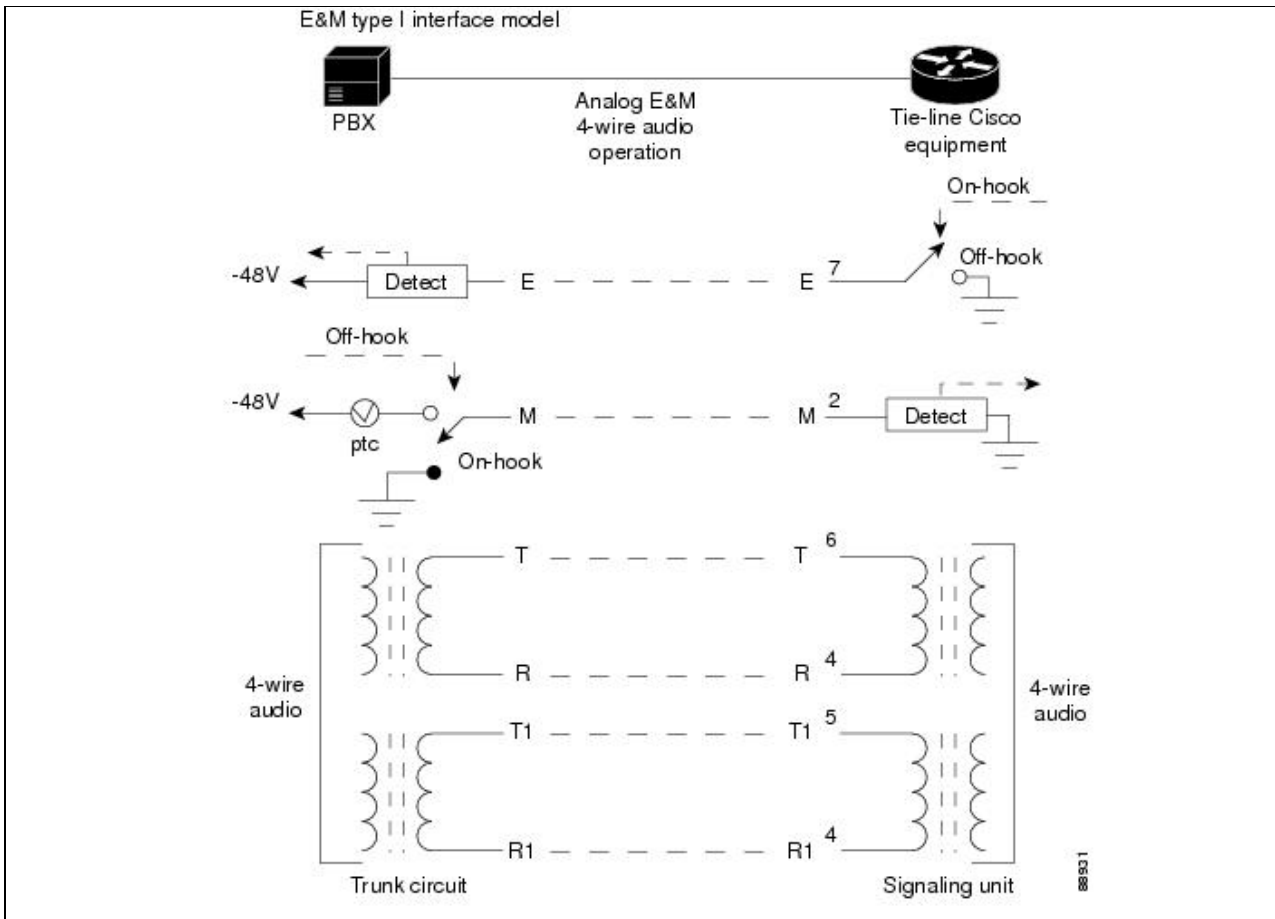 E&M type I interface model
PBX
Analog E&M
4-wire audio
operation
Tie-line Cisco
equipment
On-hook
-48V
Detect
E
E
7
Off-hook
Off-hook
-48V
ptc
M
M
2
Detect
On-hook
T
T
6
R
R
4
4-wire
audio
4-wire
audio
T1
T1
5
R1
R1
4
Trunk circuit
Signaling unit
88931